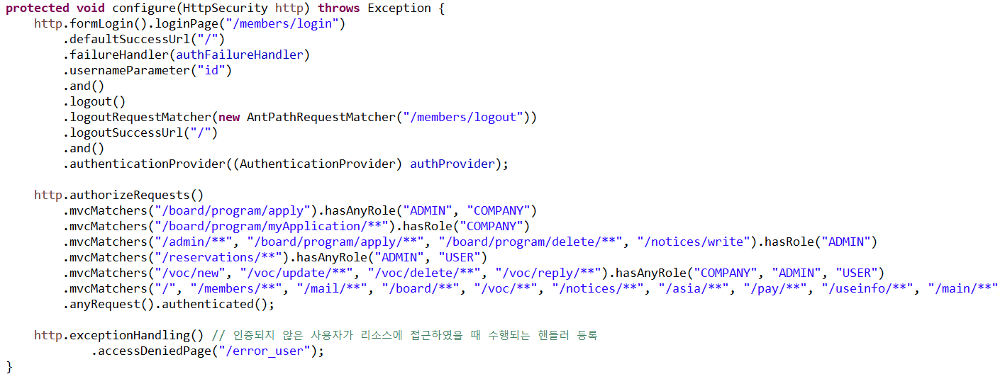 protected void configure(HttpSecurity http) throws Exception {
    http.formLogin().loginPage("/members/login")
        .defaultSuccessUrl("/")
        .failureHandler(authFailureHandler)
        .usernameParameter("id")
        .and()
        .logout()
        .logoutRequestMatcher(new AntPathRequestMatcher("/members/logout"))
        .logoutSuccessUrl("/")
        .and()
        .authenticationProvider((AuthenticationProvider) authProvider);
    http.authorizeRequests()
        .mvcMatchers("/board/program/apply").hasAnyRole("ADMIN", "COMPANY")
        .mvcMatchers("/board/program/myApplication/**").hasRole("COMPANY")
        .mvcMatchers("/admin/**", "/board/program/apply/**", "/board/program/delete/**", "/notices/write").hasRole("ADMIN")
        .mvcMatchers("/reservations/**").hasAnyRole("ADMIN", "USER")
        .mvcMatchers("/voc/new", "/voc/update/**", "/voc/delete/**", "/voc/reply/**").hasAnyRole("COMPANY", "ADMIN", "USER")
        .mvcMatchers("/", "/members/**", "/mail/**", "/board/**", "/voc/**", "/notices/**", "/asia/**", "/pay/**", "/useinfo/**", "/main/**"
        .anyRequest().authenticated();
    http.exceptionHandling() // 인증되지 않은 사용자가 리소스에 접근하였을 때 수행되는 핸들러 등록
            .accessDeniedPage("/error_user");
}